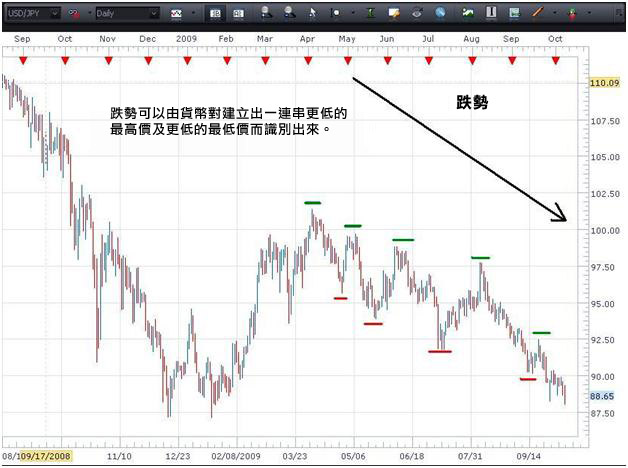 USD/JPY
Daily
Sep Oct Nov Dec 2009 Feb Mar Apr May Jun Jul Aug Sep Oct
跌勢
跌勢可以由貨幣對建立出一連串更低的
最高價及更低的最低價而識別出來。
110.09
107.50
105.00
102.50
100.00
97.50
95.00
92.50
90.00
88.65
87.50
08/1 09/17/2008 11/10 12/23 02/08/2009 03/23 05/06 06/18 07/31 09/14